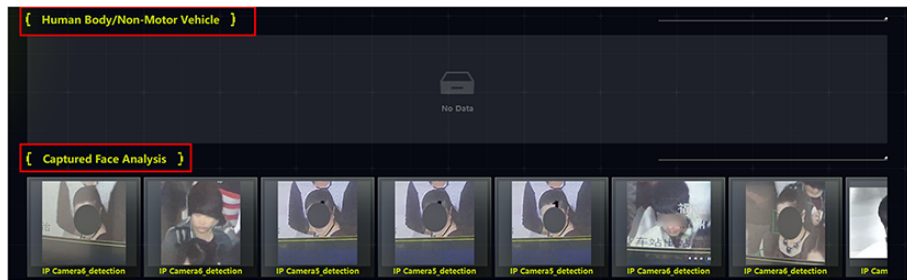 { Human Body/Non-Motor Vehicle }
No Data
{ Captured Face Analysis }
IP Camera6_detection
IP Camera6_detection
IP Camera5_detection
IP Camera5_detection
IP Camera5_detection
IP Camera6_detection
IP Camera6_detection
IP Cam